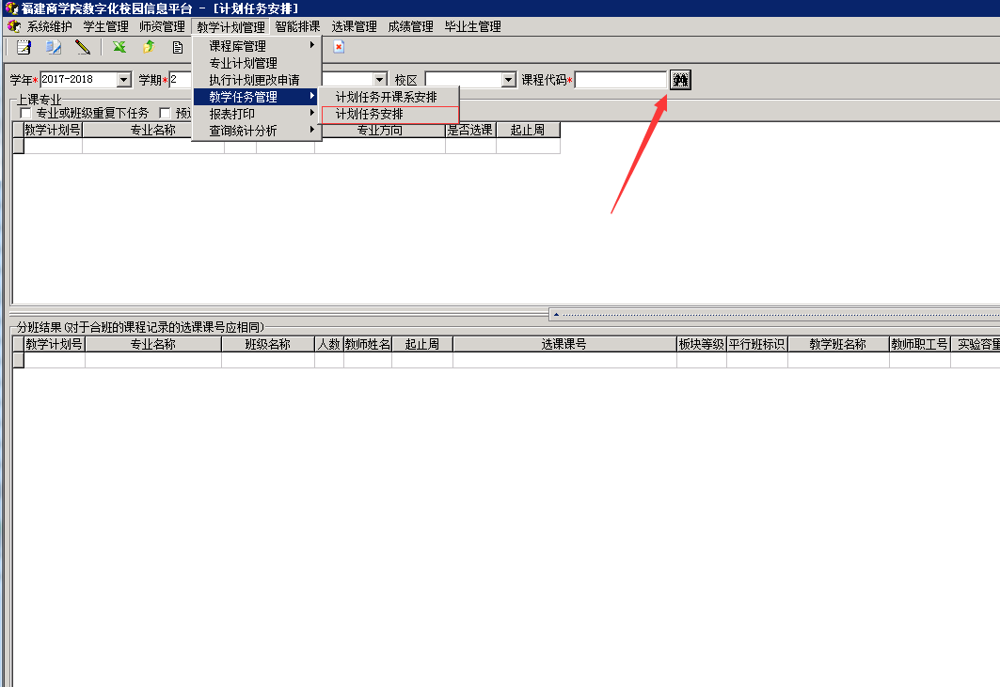 福建商学院数字化校园信息平台 - [计划任务安排]
系统维护 学生管理 师资管理 教学计划管理 智能排课 选课管理 成绩管理 毕业生管理
课程库管理
专业计划管理
执行计划更改申请
教学任务管理
报表打印
查询统计分析
计划任务开课系安排
计划任务安排
学年* 2017-2018 学期* 2 校区 课程代码*
上课专业
专业或班级重复下任务
教学计划号 专业名称 专业方向 是否选课 起止周
分班结果(对于合班的课程记录的选课课号应相同)
教学计划号 专业名称 班级名称 人数 教师姓名 起止周 选课课号 板块等级 平行班标识 教学班名称 教师职工号 实验容量